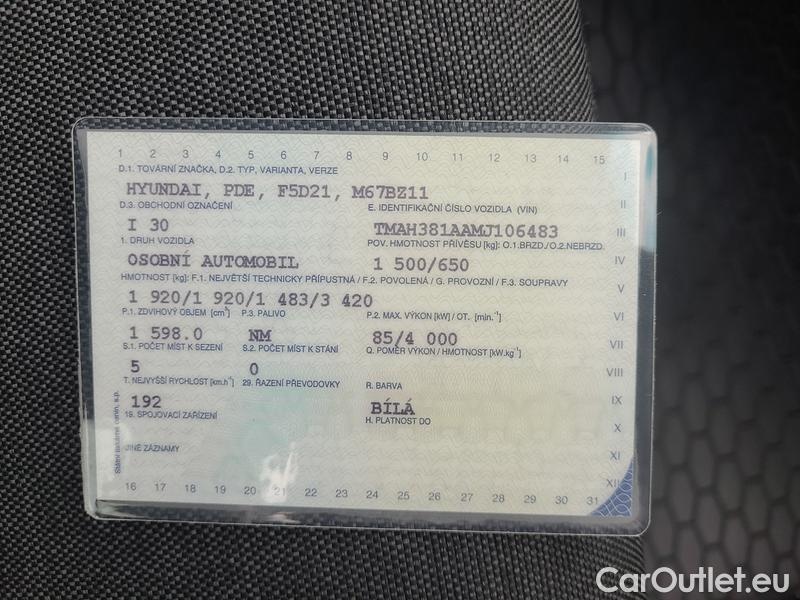 1 2 3 4 5 6 7 8 9 10 11 12 13 14 15
D.1. TOVÁRNÍ ZNAČKA, D.2. TYP, VARIANTA, VERZE
I
HYUNDAI, PDE, F5D21, M67BZ11
D.3. OBCHODNÍ OZNAČENÍ E. IDENTIFIKAČNÍ ČÍSLO VOZIDLA (VIN)
II
I 30 TMAH381AAMJ106483
III
1. DRUH VOZIDLA POV. HMOTNOST PŘÍVĚSU [kg]: O.1.BRZD./O.2.NEBRZD.
OSOBNÍ AUTOMOBIL 1 500/650
IV
HMOTNOST [kg]: F.1. NEJVĚTŠÍ TECHNICKY PŘÍPUSTNÁ / F.2. POVOLENÁ / G. PROVOZNÍ / F.3. SOUPRAVY
V
1 920/1 920/1 483/3 420
P.1. ZDVIHOVÝ OBJEM [cm³] P.3. PALIVO P.2. MAX. VÝKON [kW] / OT. [min.⁻¹]
VI
1 598.0 NM 85/4 000
VII
S.1. POČET MÍST K SEZENÍ S.2. POČET MÍST K STÁNÍ Q. POMĚR VÝKON / HMOTNOST [kW.kg⁻¹]
5 0
VIII
T. NEJVYŠŠÍ RYCHLOST [km.h⁻¹] 29. ŘAZENÍ PŘEVODOVKY R. BARVA
192 BÍLÁ
IX
19. SPOJOVACÍ ZAŘÍZENÍ H. PLATNOST DO
X
JINÉ ZÁZNAMY
XI
XII
16 17 18 19 20 21 22 23 24 25 26 27 28 29 30 31
Státní tiskárna cenin, s.p.
CarOutlet.eu